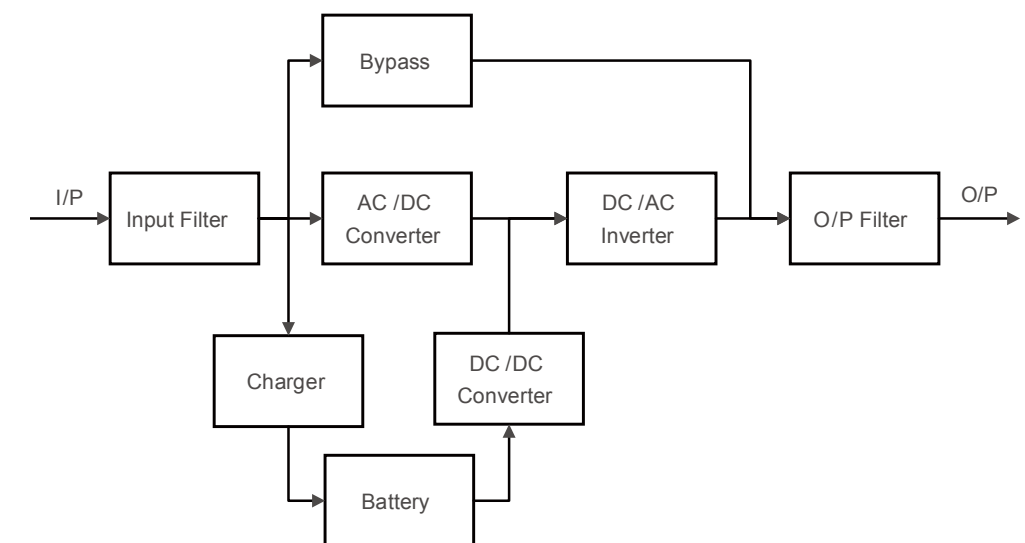 Bypass
I/P
Input Filter
AC /DC
Converter
DC /AC
Inverter
O/P Filter
O/P
Charger
DC /DC
Converter
Battery